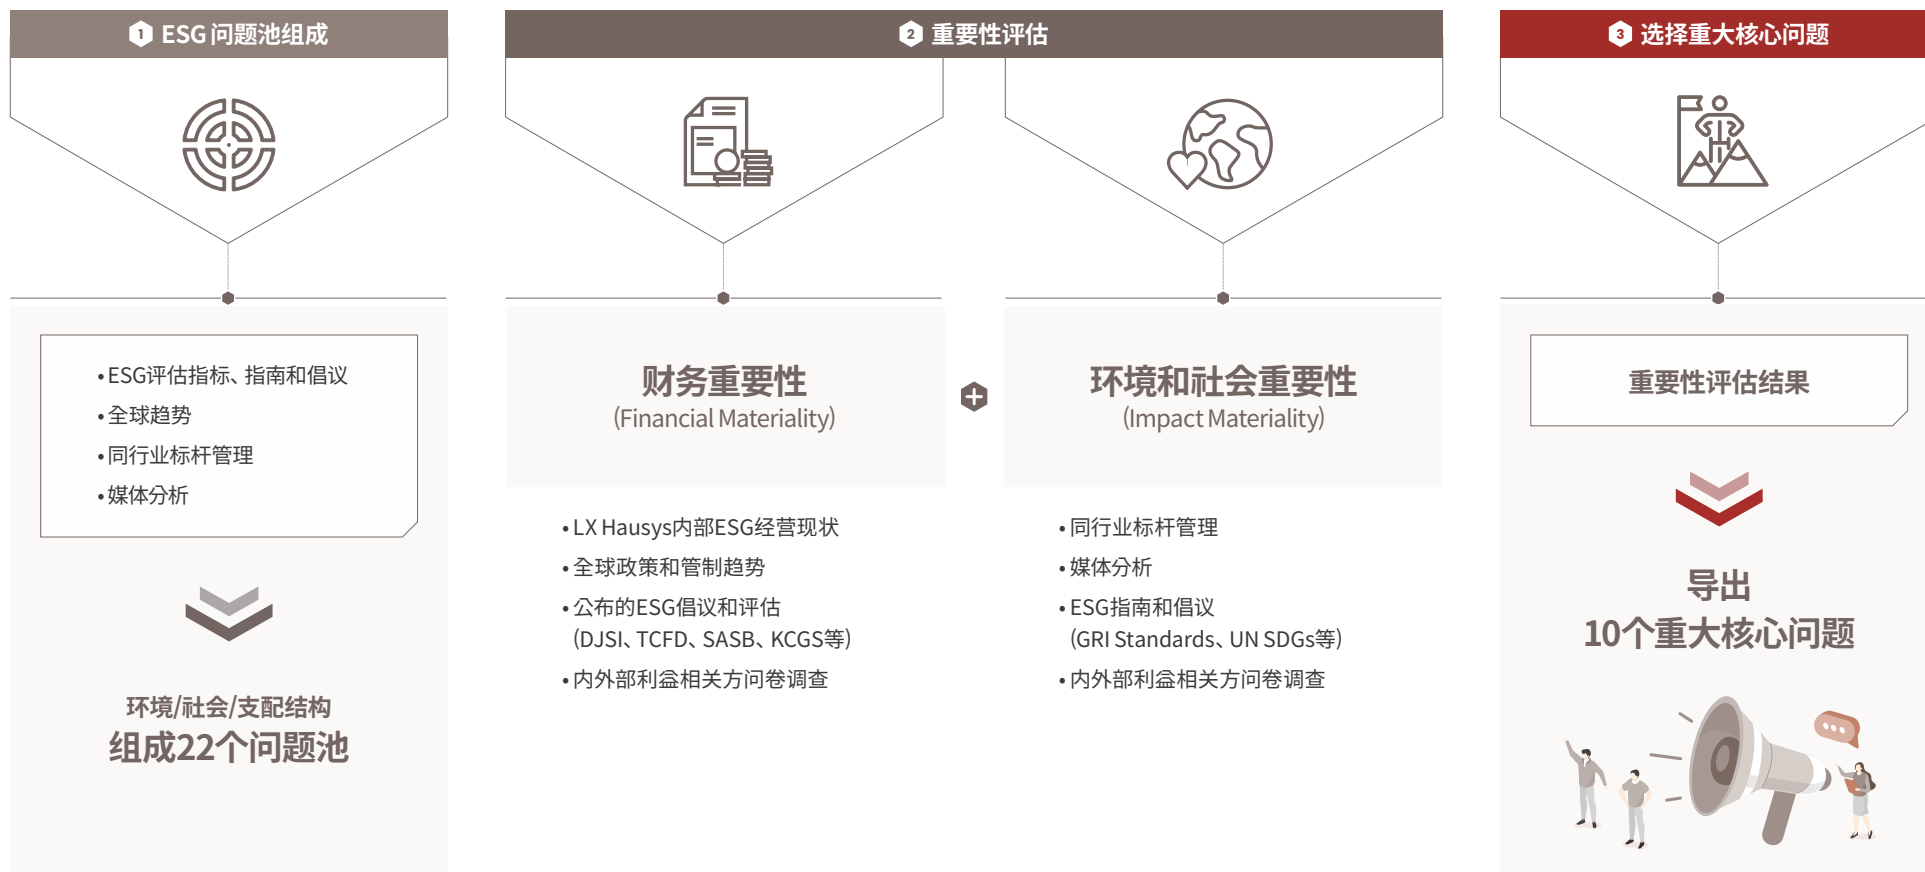 1 ESG 问题池组成
• ESG评估指标、指南和倡议
• 全球趋势
• 同行业标杆管理
• 媒体分析
环境/社会/支配结构
组成22个问题池
2 重要性评估
财务重要性
(Financial Materiality)
• LX Hausys内部ESG经营现状
• 全球政策和管制趋势
• 公布的ESG倡议和评估
(DJSI、TCFD、SASB、KCGS等)
• 内外部利益相关方问卷调查
环境和社会重要性
(Impact Materiality)
• 同行业标杆管理
• 媒体分析
• ESG指南和倡议
(GRI Standards、UN SDGs等)
• 内外部利益相关方问卷调查
3 选择重大核心问题
重要性评估结果
导出
10个重大核心问题